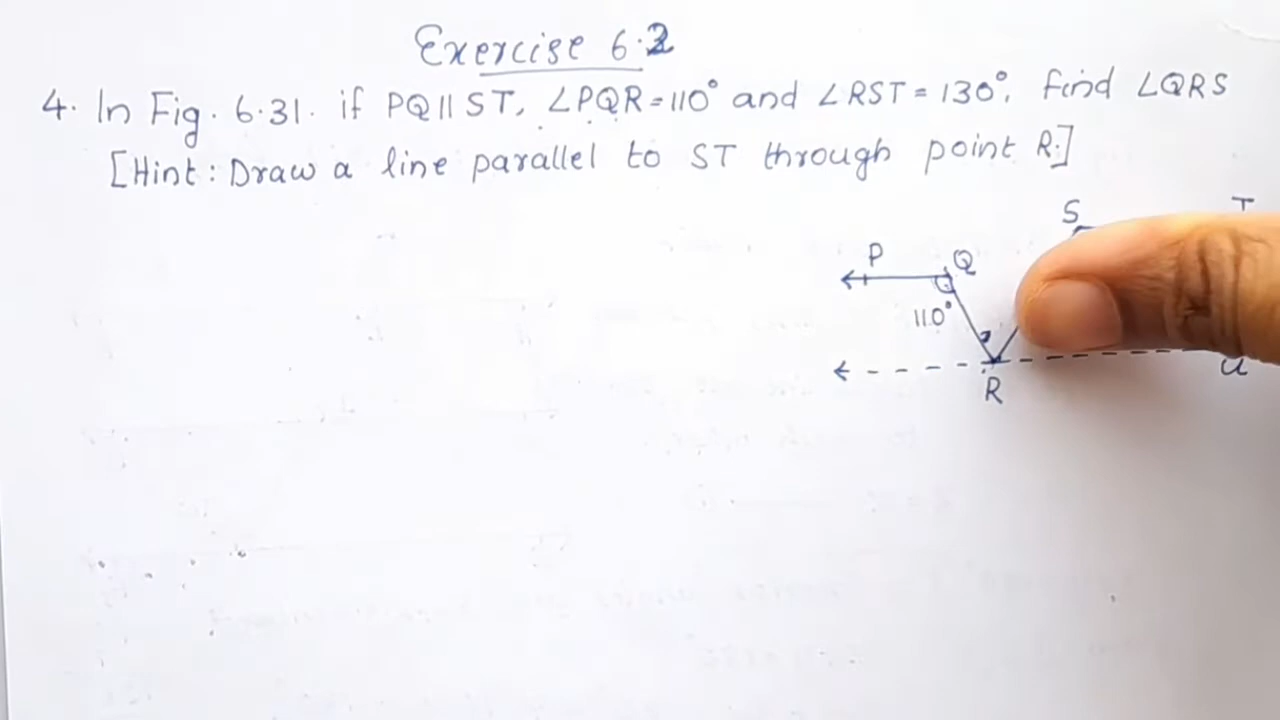 Exercise 6.2
4. In Fig. 6.31. if PQ || ST, ∠PQR = 110° and ∠RST = 130°, find ∠QRS
[Hint : Draw a line parallel to ST through point R.]
S T
P Q
110°
R U